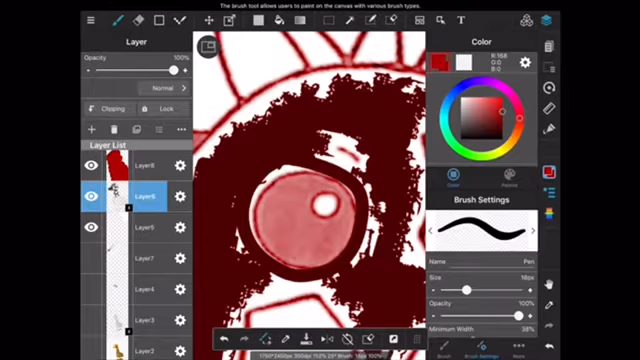 The brush tool allows users to paint on the canvas with various brush types.
T
Layer
Opacity 100%
- +
Normal >
Clipping Lock
Layer List
Layer8
Layer6
Layer5
Layer7
Layer4
Layer3
Layer2
Color
R:168
G:0
B:0
Color Palette
Brush Settings
< >
Name Pen
Size 18px
- +
Opacity 100%
- +
Minimum Width 38%
Brush Brush Settings